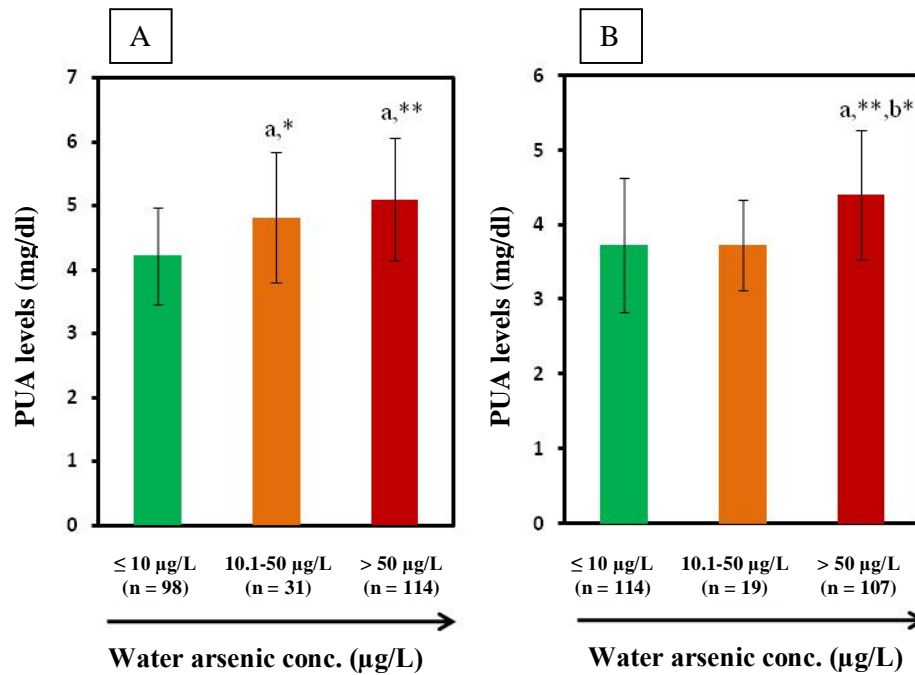 A
PUA levels (mg/dl)
7
6
5
4
3
2
1
0
a,*
a,**
≤ 10 µg/L
(n = 98)
10.1-50 µg/L
(n = 31)
> 50 µg/L
(n = 114)
Water arsenic conc. (µg/L)
B
PUA levels (mg/dl)
6
5
4
3
2
1
0
a,**,b*
≤ 10 µg/L
(n = 114)
10.1-50 µg/L
(n = 19)
> 50 µg/L
(n = 107)
Water arsenic conc. (µg/L)